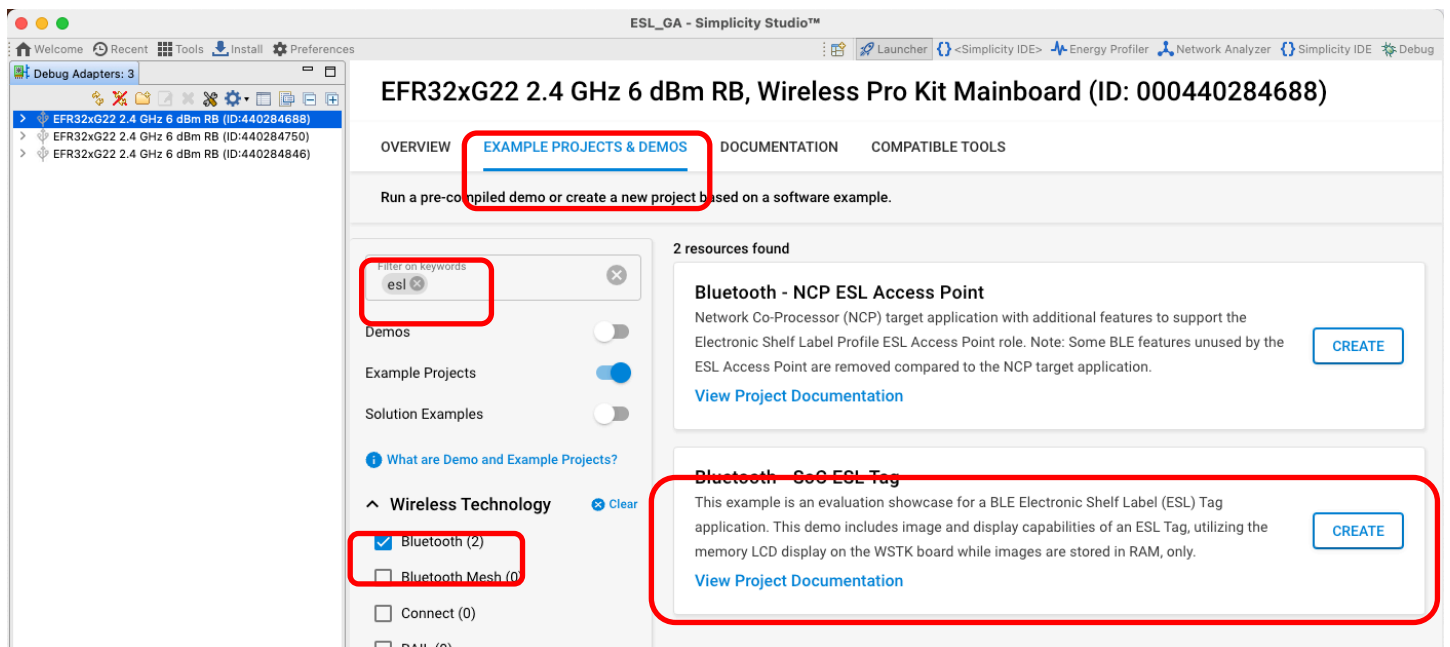 ESL_GA - Simplicity Studio™
Welcome Recent Tools Install Preferences
Launcher <Simplicity IDE> Energy Profiler Network Analyzer Simplicity IDE Debug
Debug Adapters: 3
EFR32xG22 2.4 GHz 6 dBm RB (ID:440284688)
EFR32xG22 2.4 GHz 6 dBm RB (ID:440284750)
EFR32xG22 2.4 GHz 6 dBm RB (ID:440284846)
EFR32xG22 2.4 GHz 6 dBm RB, Wireless Pro Kit Mainboard (ID: 000440284688)
OVERVIEW EXAMPLE PROJECTS & DEMOS DOCUMENTATION COMPATIBLE TOOLS
Run a pre-compiled demo or create a new project based on a software example.
Filter on keywords
esl
Demos
Example Projects
Solution Examples
What are Demo and Example Projects?
Wireless Technology Clear
Bluetooth (2)
Bluetooth Mesh (0)
Connect (0)
RAIL (0)
2 resources found
Bluetooth - NCP ESL Access Point
Network Co-Processor (NCP) target application with additional features to support the
Electronic Shelf Label Profile ESL Access Point role. Note: Some BLE features unused by the
ESL Access Point are removed compared to the NCP target application.
View Project Documentation
CREATE
Bluetooth - SoC ESL Tag
This example is an evaluation showcase for a BLE Electronic Shelf Label (ESL) Tag
application. This demo includes image and display capabilities of an ESL Tag, utilizing the
memory LCD display on the WSTK board while images are stored in RAM, only.
View Project Documentation
CREATE